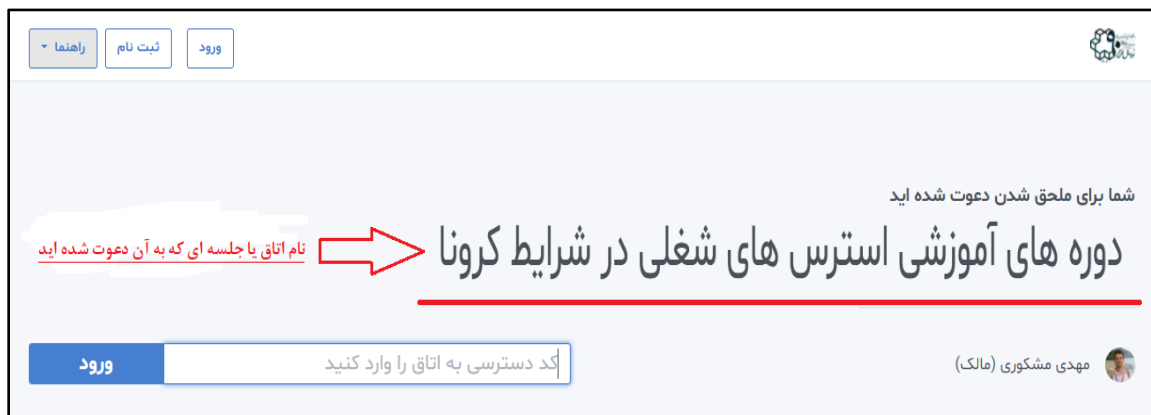 ورود
ثبت نام
راهنما
شما برای ملحق شدن دعوت شده اید
دوره های آموزشی استرس های شغلی در شرایط کرونا
نام اتاق یا جلسه ای که به آن دعوت شده اید
مهدی مشکوری (مالک)
کد دسترسی به اتاق را وارد کنید
ورود